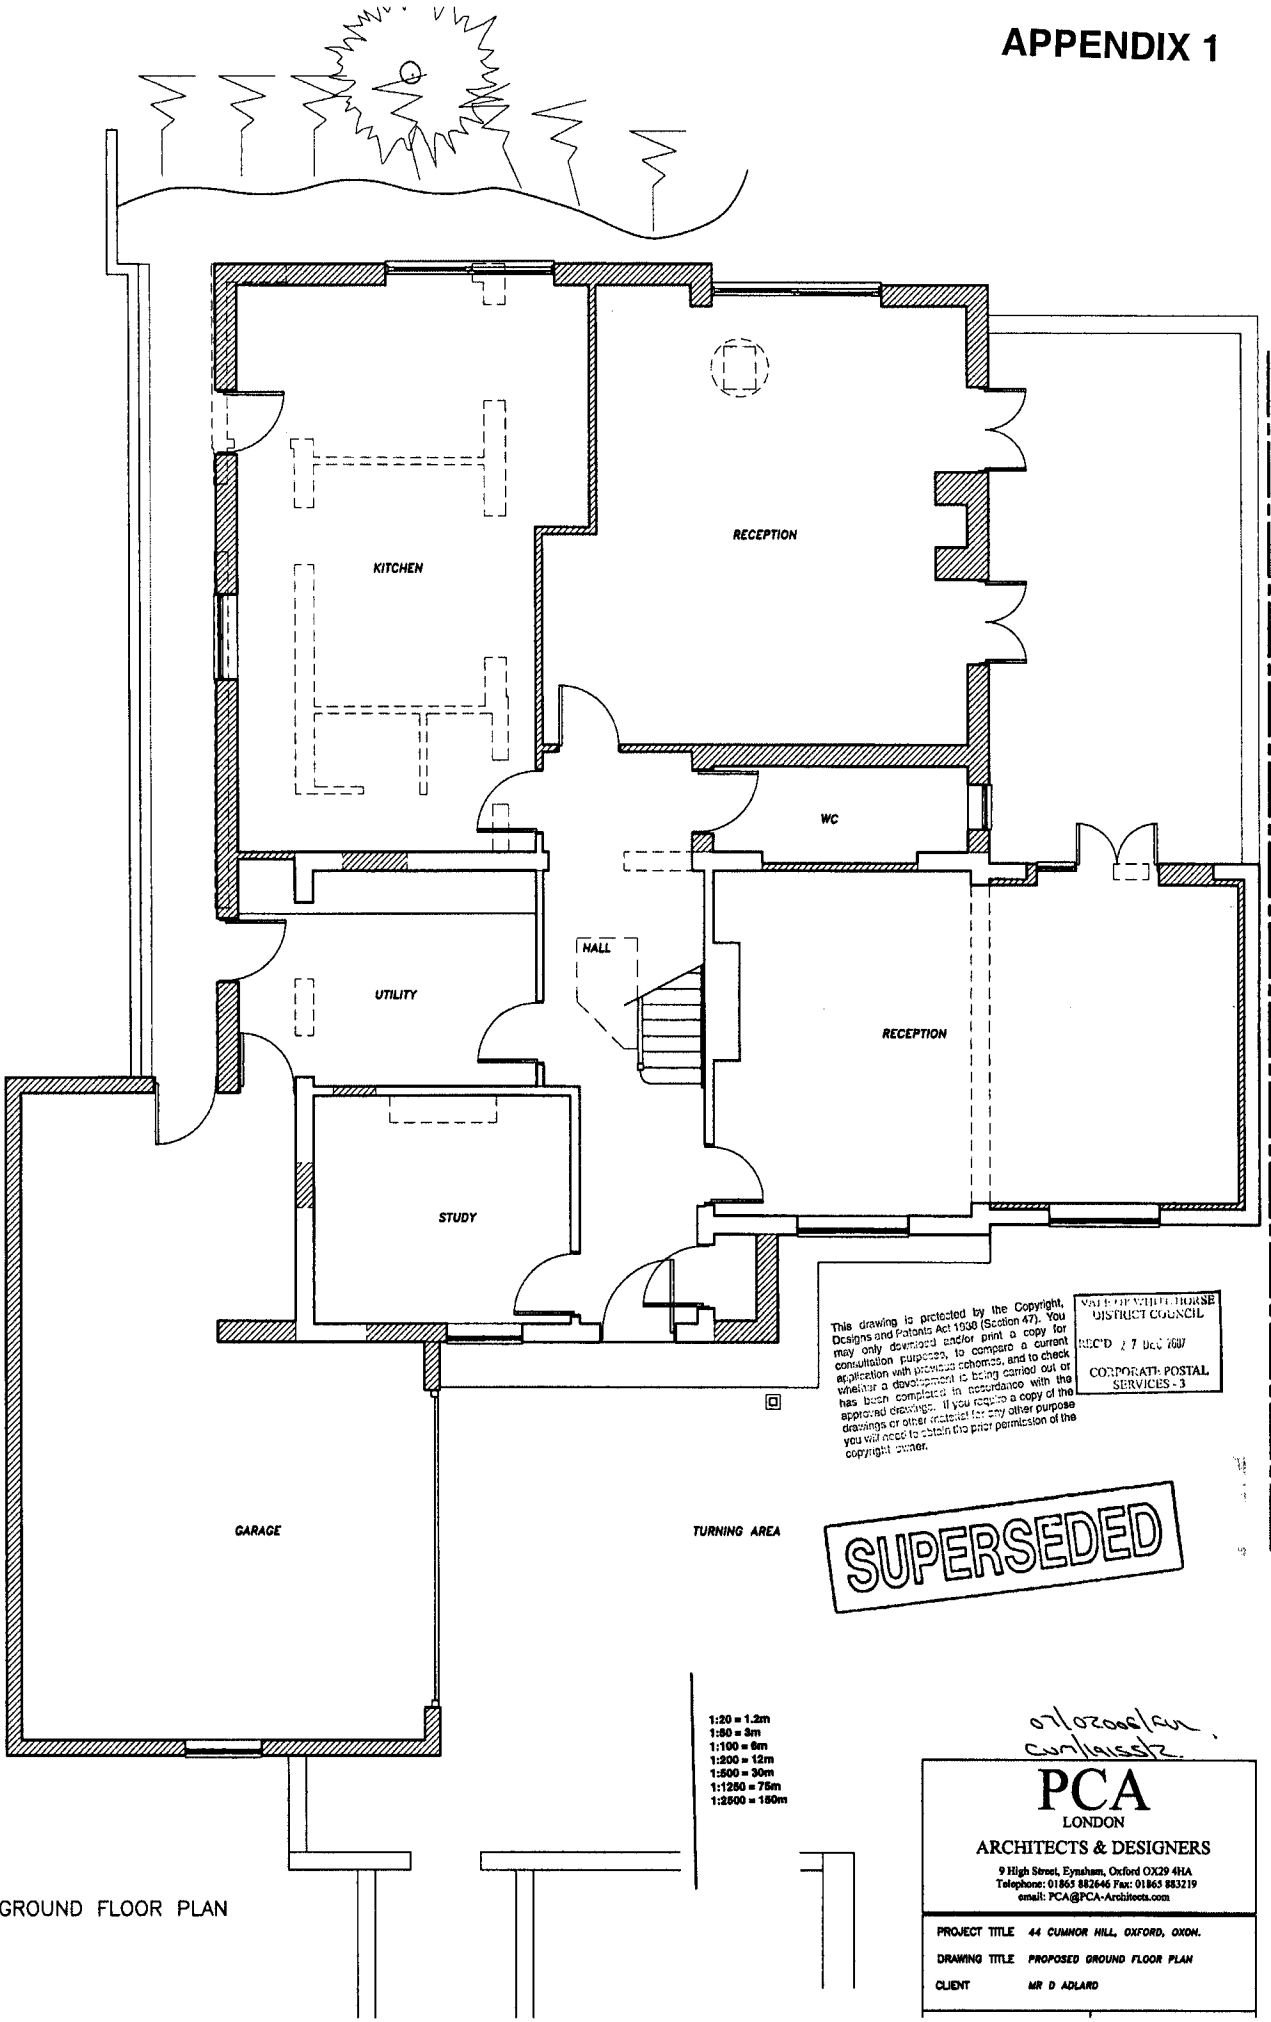 APPENDIX 1
RECEPTION
KITCHEN
WC
HALL
UTILITY
RECEPTION
STUDY
This drawing is protected by the Copyright,
Designs and Patents Act 1988 (Section 47). You
may only download and/or print a copy for
consultation purposes, to compare a current
application with previous schemes, and to check
whether a development is being carried out or
has been completed in accordance with the
approved drawings. If you require a copy of the
drawings or other material for any other purpose
you will need to obtain the prior permission of the
copyright owner.
VALE OF WHITE HORSE
DISTRICT COUNCIL
REC'D 27 DEC 2007
CORPORATE POSTAL
SERVICES - 3
GARAGE
TURNING AREA
SUPERSEDED
1:20 = 1.2m
1:50 = 3m
1:100 = 6m
1:200 = 12m
1:500 = 30m
1:1250 = 75m
1:2500 = 150m
PCA
LONDON
ARCHITECTS & DESIGNERS
9 High Street, Eynsham, Oxford OX29 4HA
Telephone: 01865 882646 Fax: 01865 883219
email: PCA@PCA-Architects.com
GROUND FLOOR PLAN
PROJECT TITLE 44 CUMNOR HILL, OXFORD, OXON.
DRAWING TITLE PROPOSED GROUND FLOOR PLAN
CLIENT MR D ADLARD